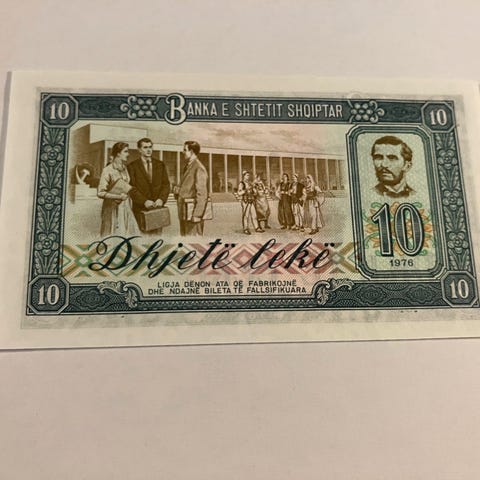 10 BANKA E SHTETIT SHQIPTAR 10
Dhjetë lekë
10
1976
LIGJA DËNON ATA QË FABRIKOJNË
DHE NDAJNË BILETA TË FALLSIFIKUARA
10 10